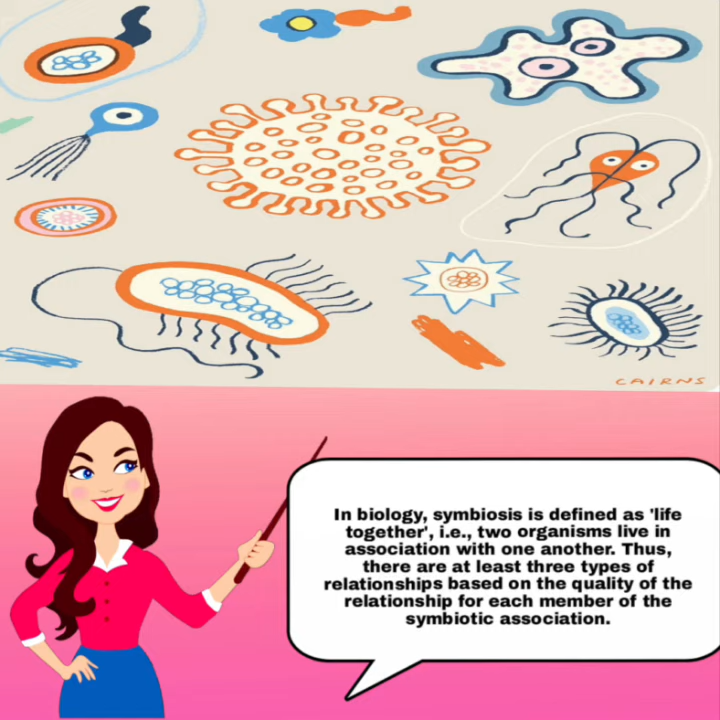 CAIRNS
In biology, symbiosis is defined as 'life
together', i.e., two organisms live in
association with one another. Thus,
there are at least three types of
relationships based on the quality of the
relationship for each member of the
symbiotic association.